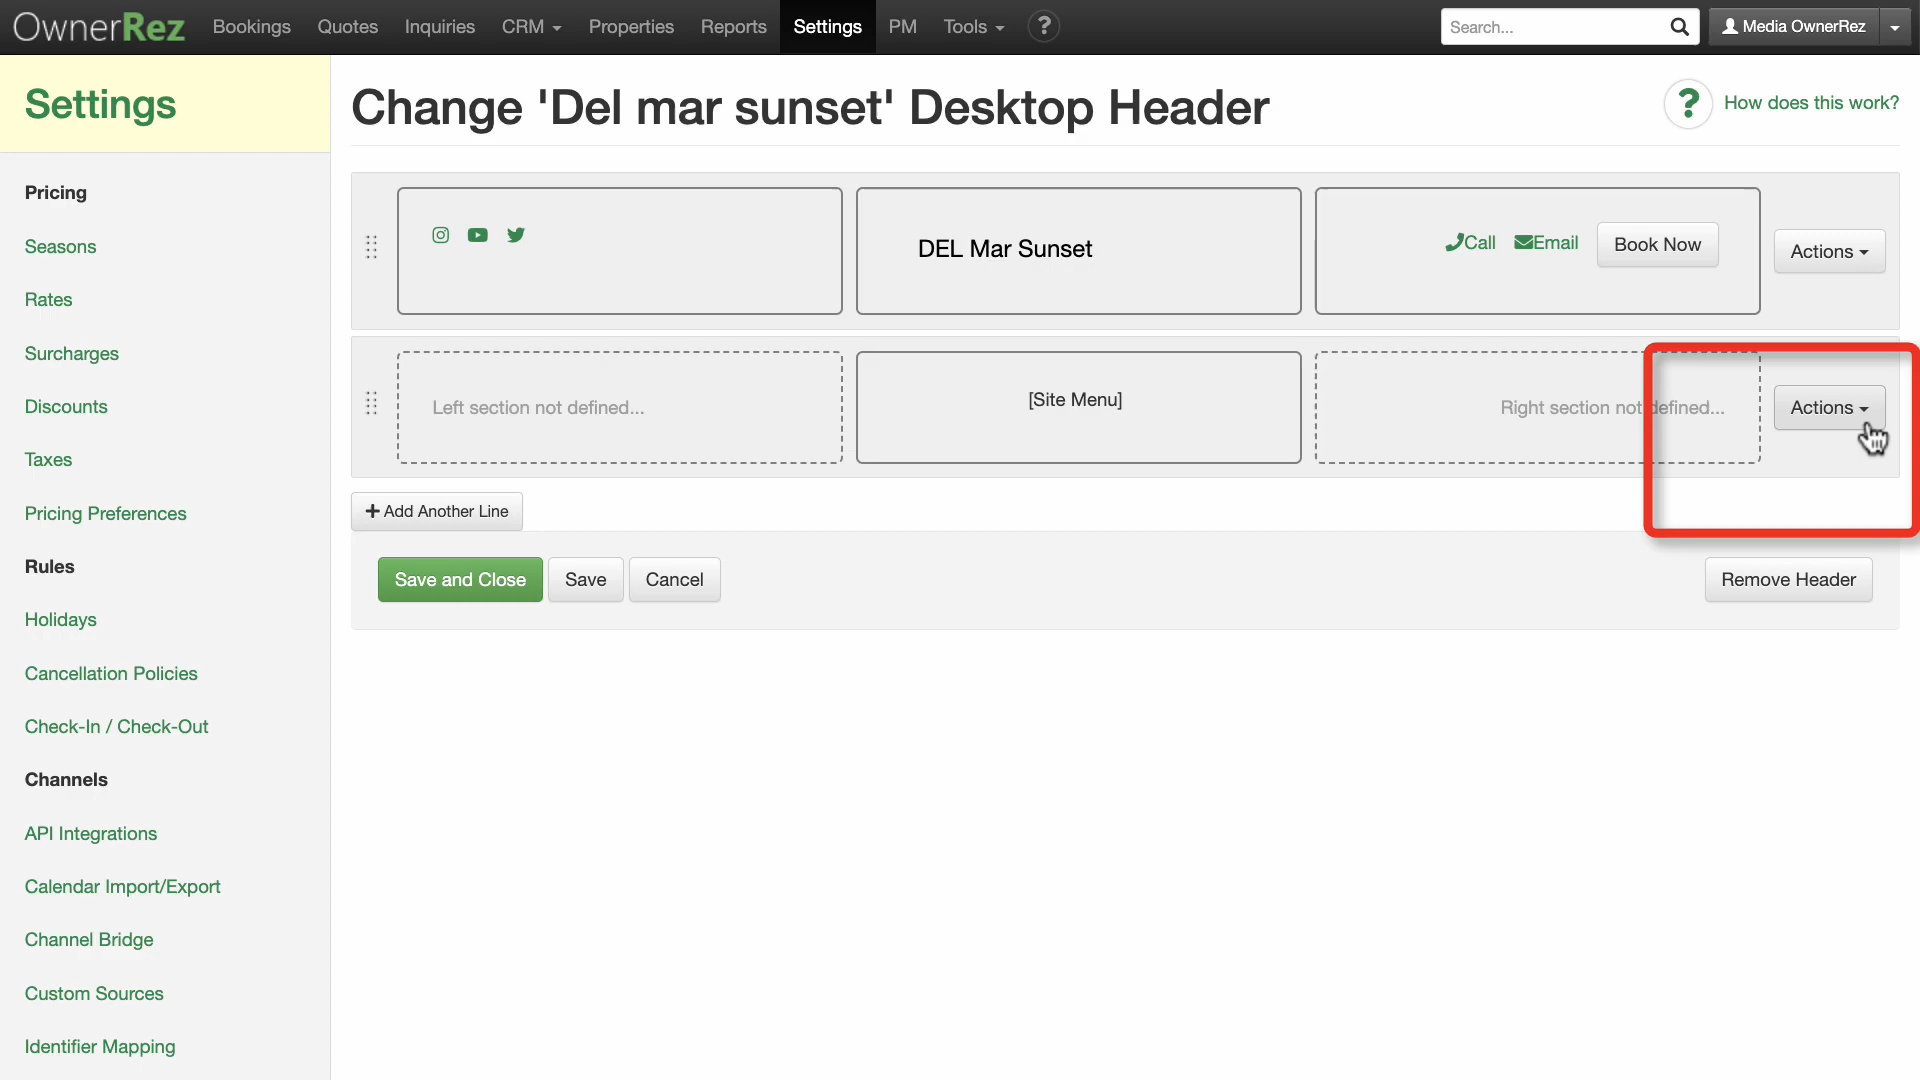 OwnerRez Bookings Quotes Inquiries CRM Properties Reports Settings PM Tools ? Search... Media OwnerRez
Settings
Change 'Del mar sunset' Desktop Header
? How does this work?
Pricing
Seasons
Rates
Surcharges
Discounts
Taxes
Pricing Preferences
Rules
Holidays
Cancellation Policies
Check-In / Check-Out
Channels
API Integrations
Calendar Import/Export
Channel Bridge
Custom Sources
Identifier Mapping
DEL Mar Sunset
Call Email Book Now
Actions
Left section not defined...
[Site Menu]
Right section not defined...
Actions
+ Add Another Line
Save and Close Save Cancel Remove Header